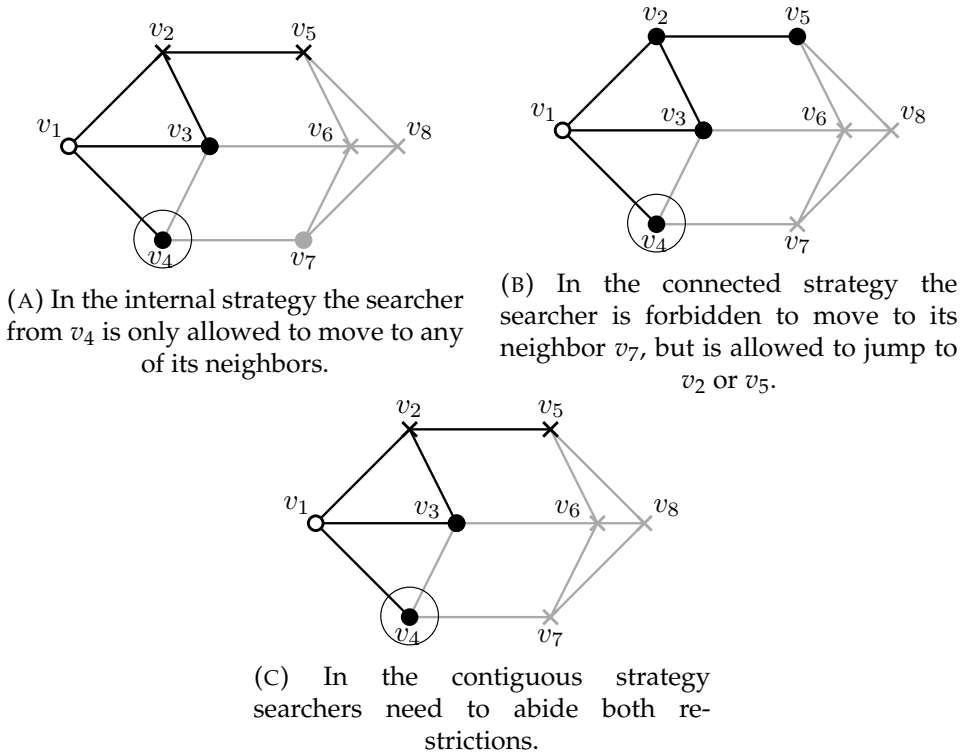 v2 v5
v1 v3 v6 v8
v4 v7
(A) In the internal strategy the searcher
from v4 is only allowed to move to any
of its neighbors.
v2 v5
v1 v3 v6 v8
v4 v7
(B) In the connected strategy the
searcher is forbidden to move to its
neighbor v7, but is allowed to jump to
v2 or v5.
v2 v5
v1 v3 v6 v8
v4 v7
(C) In the contiguous strategy
searchers need to abide both re-
strictions.